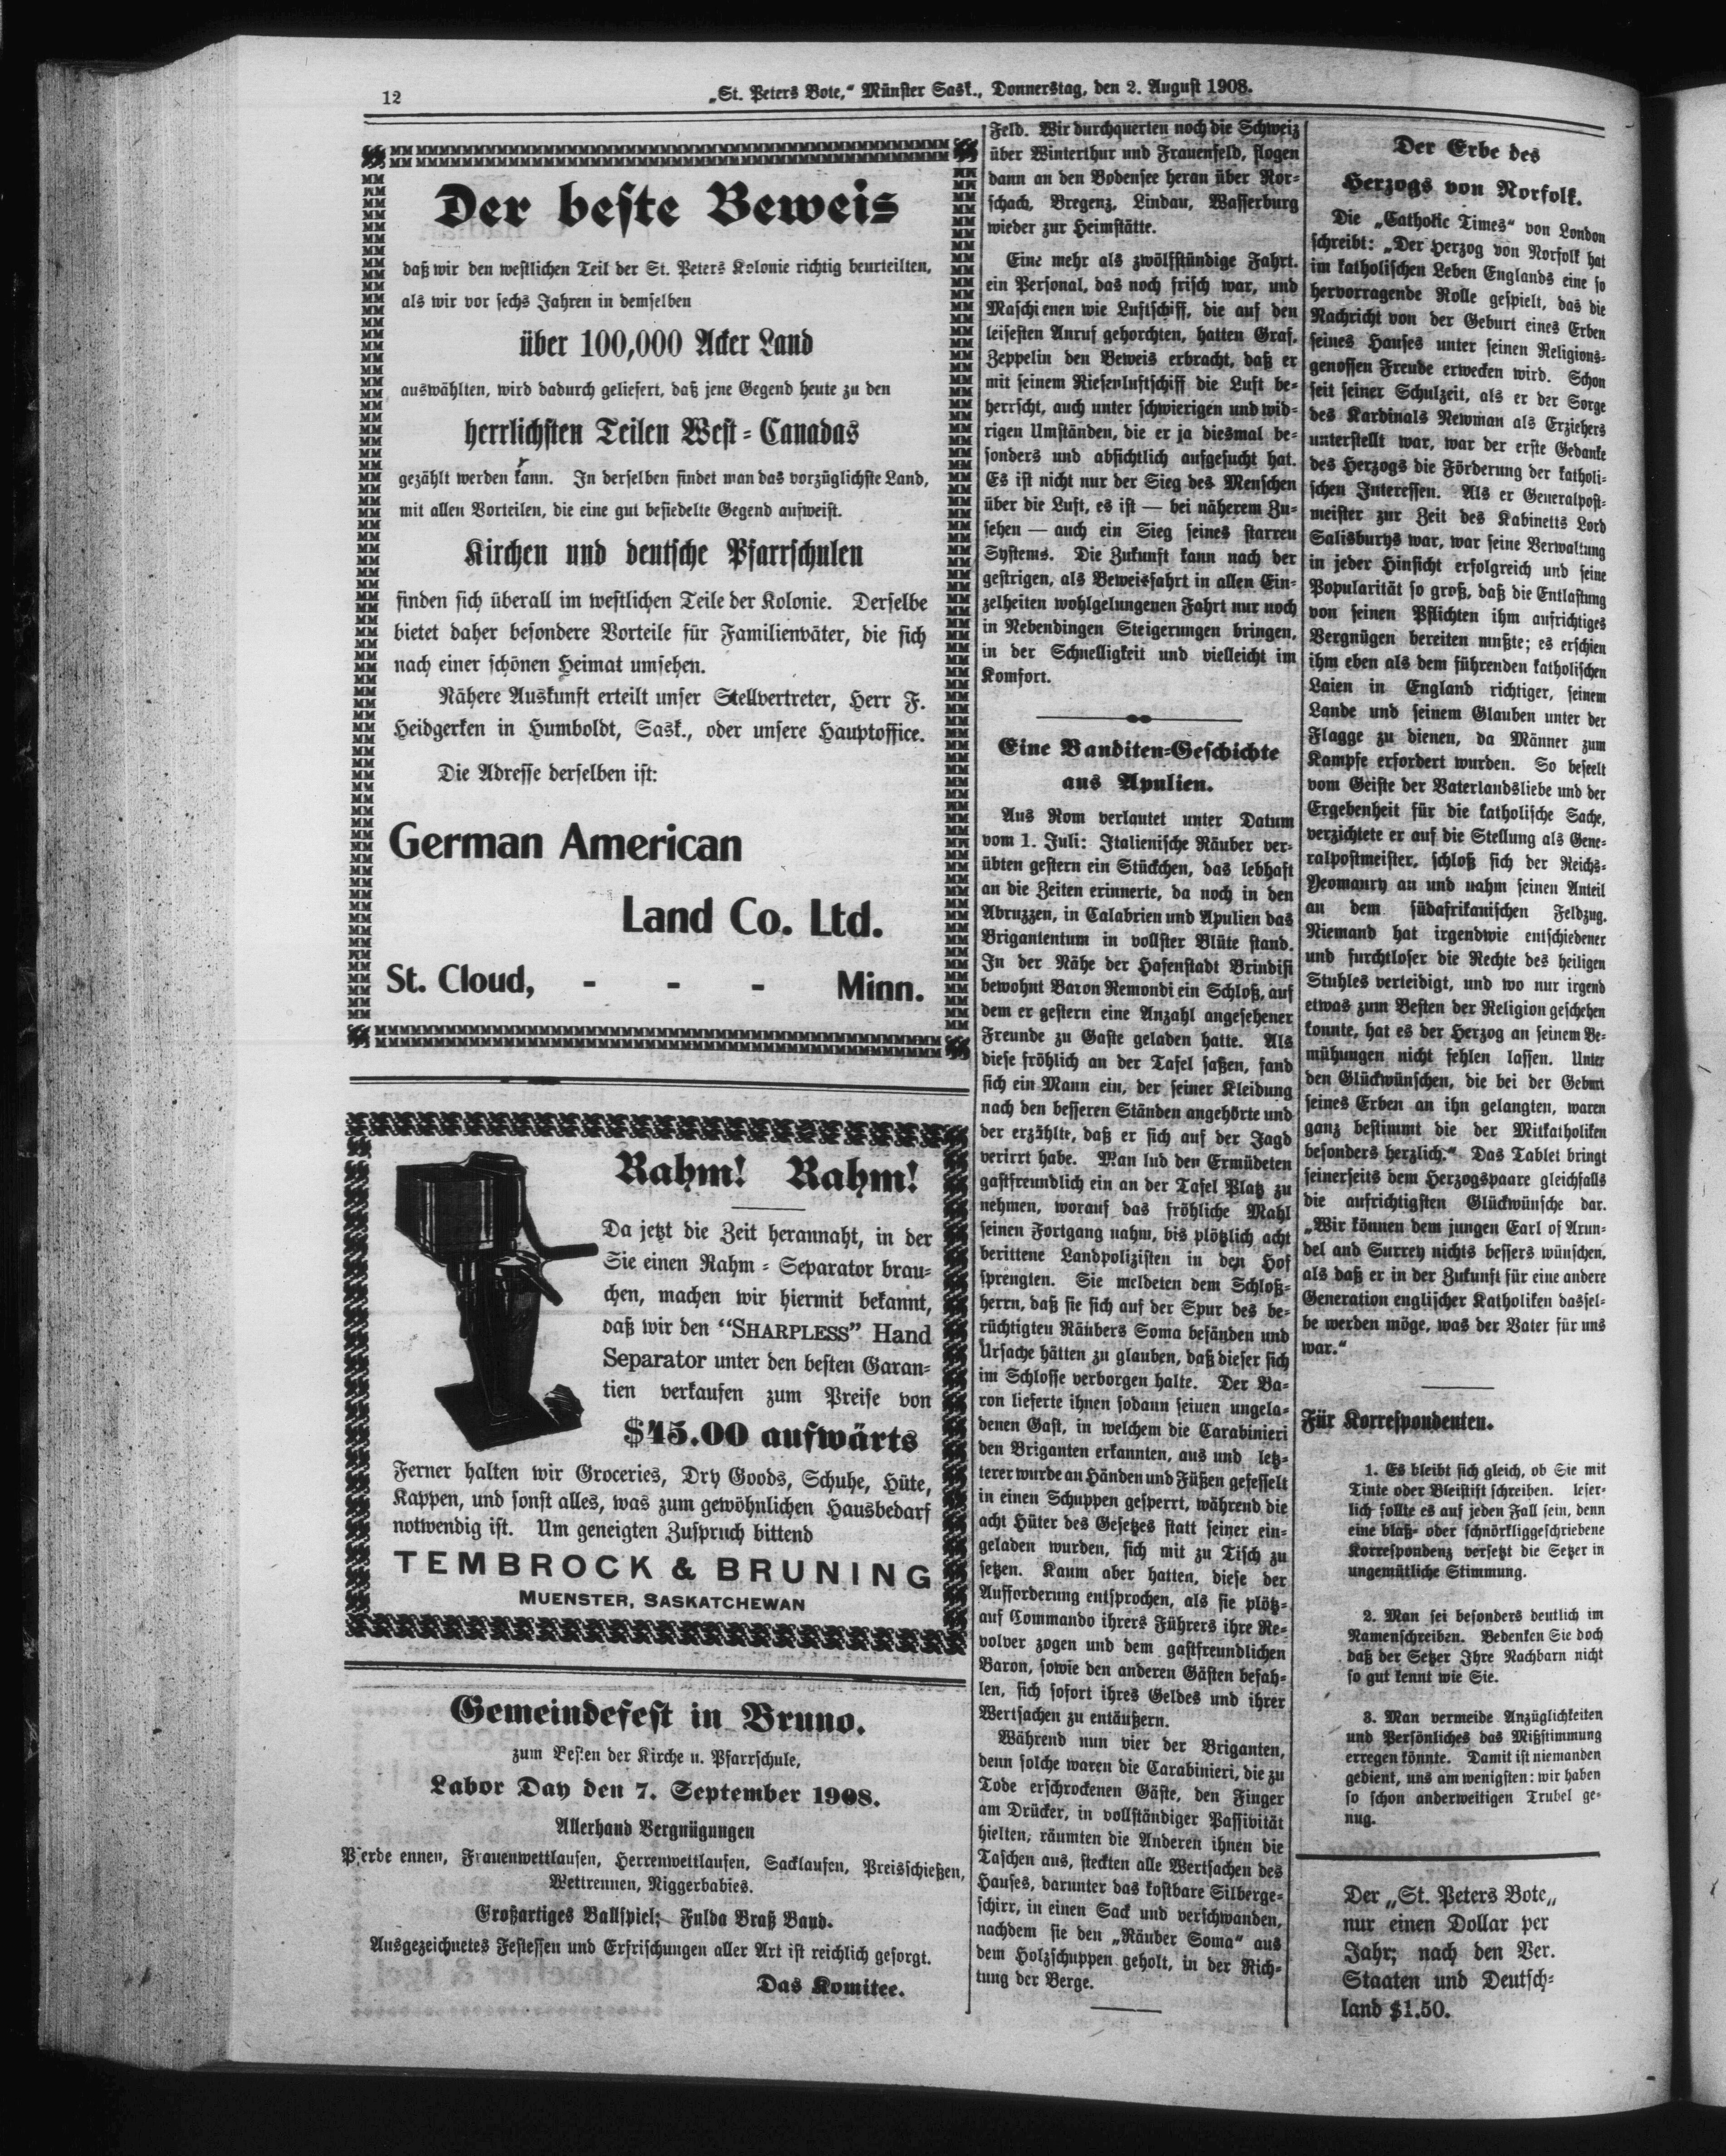 12
„St. Peters Bote,“ Münster Sask., Donnerstag, den 2. August 1908.
Der beste Beweis
daß wir den westlichen Teil der St. Peters Kolonie richtig beurteilten,
als wir vor sechs Jahren in demselben
über 100,000 Acker Land
auswählten, wird dadurch geliefert, daß jene Gegend heute zu den
herrlichsten Teilen West-Canadas
gezählt werden kann. In derselben findet man das vorzüglichste Land,
mit allen Vorteilen, die eine gut besiedelte Gegend aufweist.
Kirchen und deutsche Pfarrschulen
finden sich überall im westlichen Teile der Kolonie. Derselbe
bietet daher besondere Vorteile für Familienväter, die sich
nach einer schönen Heimat umsehen.
Nähere Auskunft erteilt unser Stellvertreter, Herr F.
Heidgerken in Humboldt, Sask., oder unsere Hauptoffice.
Die Adresse derselben ist:
German American
Land Co. Ltd.
St. Cloud, - - - Minn.
Rahm! Rahm!
Da jetzt die Zeit herannaht, in der
Sie einen Rahm-Separator brau-
chen, machen wir hiermit bekannt,
daß wir den “SHARPLESS” Hand
Separator unter den besten Garan-
tien verkaufen zum Preise von
$45.00 aufwärts
Ferner halten wir Groceries, Dry Goods, Schuhe, Hüte,
Kappen, und sonst alles, was zum gewöhnlichen Hausbedarf
notwendig ist. Um geneigten Zuspruch bittend
TEMBROCK & BRUNING
MUENSTER, SASKATCHEWAN
Gemeindefest in Bruno.
zum Besten der Kirche u. Pfarrschule,
Labor Day den 7. September 1908.
Allerhand Vergnügungen
Pferde ennen, Frauenwettlaufen, Herrenwettlaufen, Sacklaufen, Preisschießen,
Wettrennen, Niggerbabies.
Großartiges Ballspiel; Fulda Braß Band.
Ausgezeichnetes Festessen und Erfrischungen aller Art ist reichlich gesorgt.
Das Komitee.
Feld. Wir durchquerten noch die Schweiz
über Winterthur und Frauenfeld, flogen
dann an den Bodensee heran über Ror-
schach, Bregenz, Lindau, Wasserburg
wieder zur Heimstätte.
Eine mehr als zwölfstündige Fahrt.
ein Personal, das noch frisch war, und
Maschienen wie Luftschiff, die auf den
leisesten Anruf gehorchten, hatten Graf.
Zeppelin den Beweis erbracht, daß er
mit seinem Riesenluftschiff die Luft be-
herrscht, auch unter schwierigen und wid-
rigen Umständen, die er ja diesmal be-
sonders und absichtlich aufgesucht hat.
Es ist nicht nur der Sieg des Menschen
über die Luft, es ist — bei näherem Zu-
sehen — auch ein Sieg seines starren
Systems. Die Zukunft kann nach der
gestrigen, als Beweisfahrt in allen Ein-
zelheiten wohlgelungenen Fahrt nur noch
in Nebendingen Steigerungen bringen,
in der Schnelligkeit und vielleicht im
Komfort.
Eine Banditen-Geschichte
aus Apulien.
Aus Rom verlautet unter Datum
vom 1. Juli: Italienische Räuber ver-
übten gestern ein Stückchen, das lebhaft
an die Zeiten erinnerte, da noch in den
Abruzzen, in Calabrien und Apulien das
Brigantentum in vollster Blüte stand.
In der Nähe der Hafenstadt Brindisi
bewohnt Baron Remondi ein Schloß, auf
dem er gestern eine Anzahl angesehener
Freunde zu Gaste geladen hatte. Als
diese fröhlich an der Tafel saßen, fand
sich ein Mann ein, der seiner Kleidung
nach den besseren Ständen angehörte und
der erzählte, daß er sich auf der Jagd
verirrt habe. Man lud den Ermüdeten
gastfreundlich ein an der Tafel Platz zu
nehmen, worauf das fröhliche Mahl
seinen Fortgang nahm, bis plötzlich acht
berittene Landpolizisten in den Hof
sprengten. Sie meldeten dem Schloß-
herrn, daß sie sich auf der Spur des be-
rüchtigten Räubers Soma befänden und
Ursache hätten zu glauben, daß dieser sich
im Schlosse verborgen halte. Der Ba-
ron lieferte ihnen sodann seinen ungela-
denen Gast, in welchem die Carabinieri
den Briganten erkannten, aus und letz-
terer wurde an Händen und Füßen gefesselt
in einen Schuppen gesperrt, während die
acht Hüter des Gesetzes statt seiner ein-
geladen wurden, sich mit zu Tisch zu
setzen. Kaum aber hatten, diese der
Aufforderung entsprochen, als sie plötz-
auf Commando ihrers Führers ihre Re-
volver zogen und dem gastfreundlichen
Baron, sowie den anderen Gästen befah-
len, sich sofort ihres Geldes und ihrer
Wertsachen zu entäußern.
Während nun vier der Briganten,
denn solche waren die Carabinieri, die zu
Tode erschrockenen Gäste, den Finger
am Drücker, in vollständiger Passivität
hielten, räumten die Anderen ihnen die
Taschen aus, steckten alle Wertsachen des
Hauses, darunter das kostbare Silberge-
schirr, in einen Sack und verschwanden,
nachdem sie den „Räuber Soma“ aus
dem Holzschuppen geholt, in der Rich-
tung der Berge.
Der Erbe des
Herzogs von Norfolk.
Die „Catholic Times“ von London
schreibt: „Der Herzog von Norfolk hat
im katholischen Leben Englands eine so
hervorragende Rolle gespielt, das die
Nachricht von der Geburt eines Erben
seines Hauses unter seinen Religions-
genossen Freude erwecken wird. Schon
seit seiner Schulzeit, als er der Sorge
des Kardinals Newman als Erziehers
unterstellt war, war der erste Gedanke
des Herzogs die Förderung der katholi-
schen Interessen. Als er Generalpost-
meister zur Zeit des Kabinetts Lord
Salisburys war, war seine Verwaltung
in jeder Hinsicht erfolgreich und seine
Popularität so groß, daß die Entlastung
von seinen Pflichten ihm aufrichtiges
Vergnügen bereiten mußte; es erschien
ihm eben als dem führenden katholischen
Laien in England richtiger, seinem
Lande und seinem Glauben unter der
Flagge zu dienen, da Männer zum
Kampfe erfordert wurden. So beseelt
vom Geiste der Vaterlandsliebe und der
Ergebenheit für die katholische Sache,
verzichtete er auf die Stellung als Gene-
ralpostmeister, schloß sich der Reichs-
Yeomanry an und nahm seinen Anteil
an dem südafrikanischen Feldzug.
Niemand hat irgendwie entschiedener
und furchtloser die Rechte des heiligen
Stuhles verteidigt, und wo nur irgend
etwas zum Besten der Religion geschehen
konnte, hat es der Herzog an seinem Be-
mühungen nicht fehlen lassen. Unter
den Glückwünschen, die bei der Geburt
seines Erben an ihn gelangten, waren
ganz bestimmt die der Mitkatholiken
besonders herzlich.“ Das Tablet bringt
seinerseits dem Herzogspaare gleichfalls
die aufrichtigsten Glückwünsche dar.
„Wir können dem jungen Earl of Arun-
del and Surrey nichts bessers wünschen,
als daß er in der Zukunft für eine andere
Generation englischer Katholiken dassel-
be werden möge, was der Vater für uns
war.“
Für Korrespondenten.
1. Es bleibt sich gleich, ob Sie mit
Tinte oder Bleistift schreiben. leser-
lich sollte es auf jeden Fall sein, denn
eine blaß- oder schnörkliggeschriebene
Korrespondenz versetzt die Setzer in
ungemütliche Stimmung.
2. Man sei besonders deutlich im
Namenschreiben. Bedenken Sie doch
daß der Setzer Ihre Nachbarn nicht
so gut kennt wie Sie.
3. Man vermeide Anzüglichkeiten
und Persönliches das Mißstimmung
erregen könnte. Damit ist niemanden
gedient, uns am wenigsten: wir haben
so schon anderweitigen Trubel ge-
nug.
Der „St. Peters Bote„
nur einen Dollar per
Jahr; nach den Ver.
Staaten und Deutsch-
land $1.50.